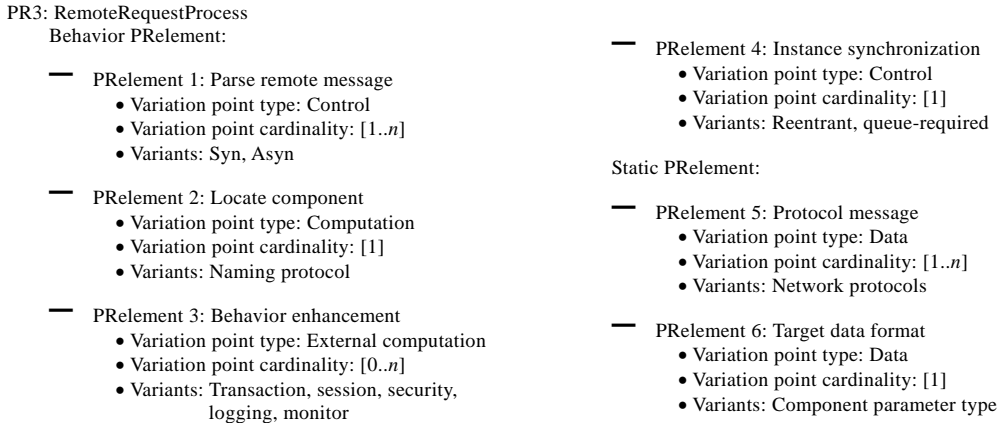 PR3: RemoteRequestProcess
Behavior PRelement:
— PRelement 1: Parse remote message
• Variation point type: Control
• Variation point cardinality: [1..n]
• Variants: Syn, Asyn
— PRelement 2: Locate component
• Variation point type: Computation
• Variation point cardinality: [1]
• Variants: Naming protocol
— PRelement 3: Behavior enhancement
• Variation point type: External computation
• Variation point cardinality: [0..n]
• Variants: Transaction, session, security,
logging, monitor
— PRelement 4: Instance synchronization
• Variation point type: Control
• Variation point cardinality: [1]
• Variants: Reentrant, queue-required
Static PRelement:
— PRelement 5: Protocol message
• Variation point type: Data
• Variation point cardinality: [1..n]
• Variants: Network protocols
— PRelement 6: Target data format
• Variation point type: Data
• Variation point cardinality: [1]
• Variants: Component parameter type